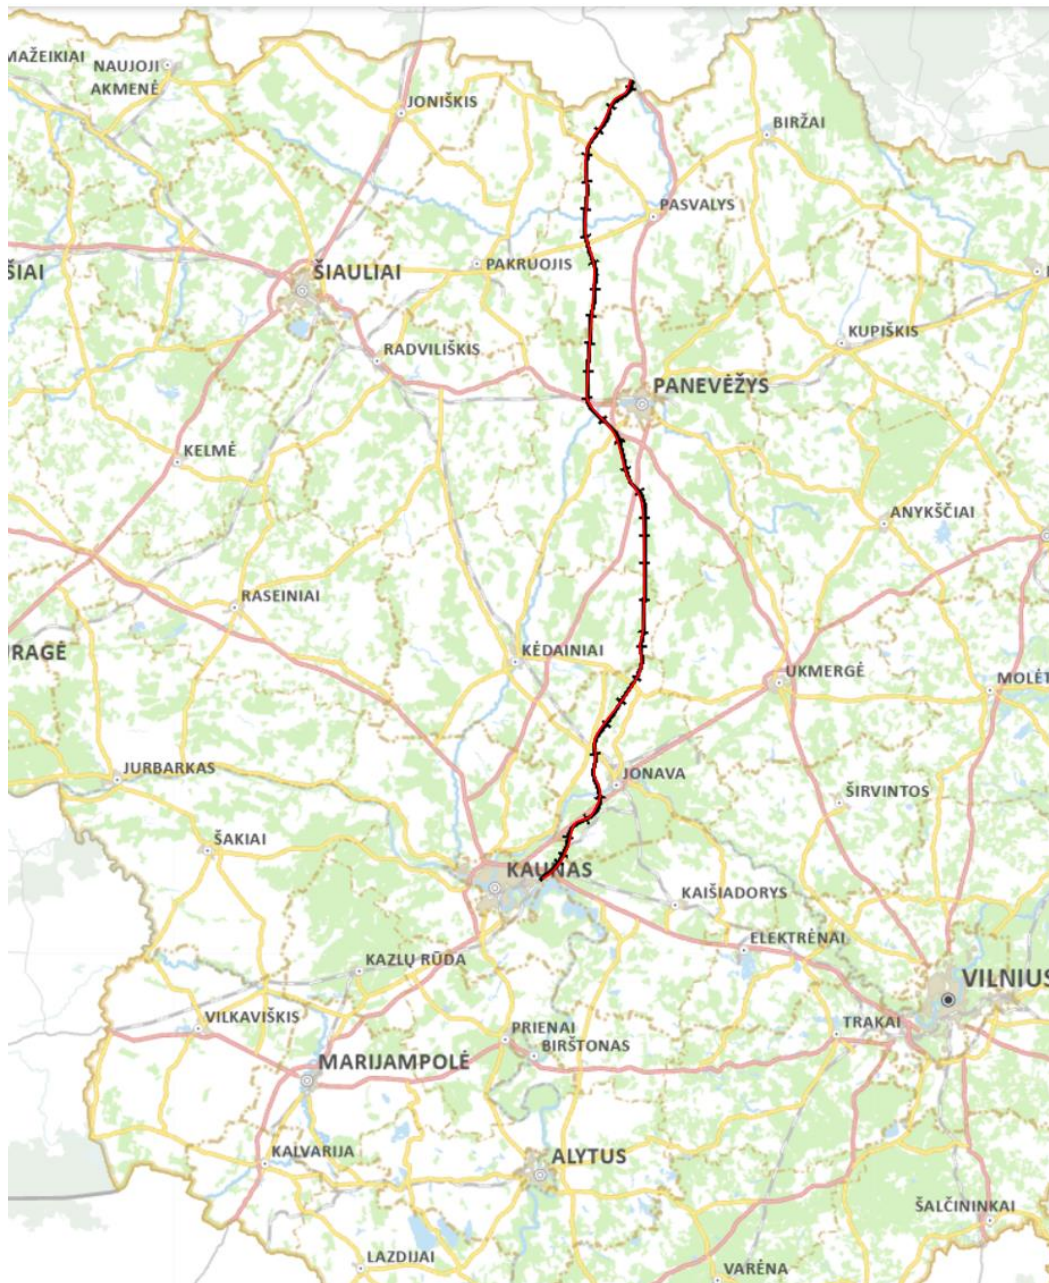 MAŽEIKIAI
NAUJOJI
AKMENĖ
JONIŠKIS
BIRŽAI
PASVALYS
ŠIAI
ŠIAULIAI
PAKRUOJIS
KUPIŠKIS
RADVILIŠKIS
PANEVĖŽYS
KELMĖ
ANYKŠČIAI
RASEINIAI
RAGĖ
KĖDAINIAI
UKMERGĖ
MOLĖT
JURBARKAS
JONAVA
ŠIRVINTOS
ŠAKIAI
KAUNAS
KAIŠIADORYS
ELEKTRĖNAI
KAZLŲ RŪDA
VILNIUS
VILKAVIŠKIS
PRIENAI
TRAKAI
BIRŠTONAS
MARIJAMPOLĖ
KALVARIJA
ALYTUS
ŠALČININKAI
LAZDIJAI
VARĖNA